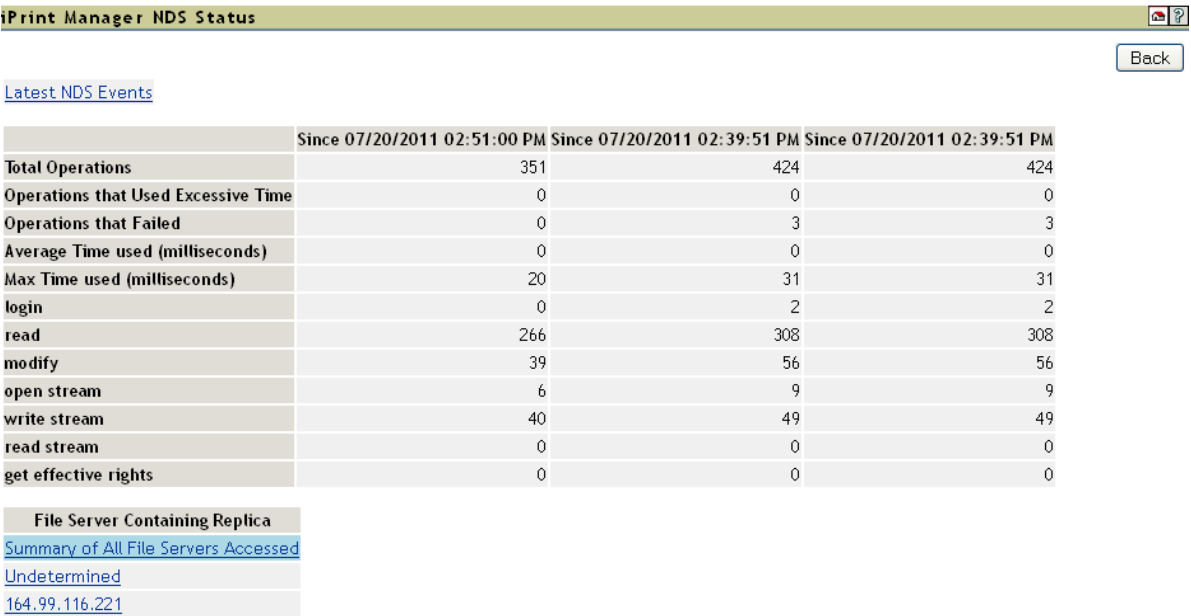 iPrint Manager NDS Status
?
Back
Latest NDS Events
Since 07/20/2011 02:51:00 PM Since 07/20/2011 02:39:51 PM Since 07/20/2011 02:39:51 PM
Total Operations 351 424 424
Operations that Used Excessive Time 0 0 0
Operations that Failed 0 3 3
Average Time used (milliseconds) 0 0 0
Max Time used (milliseconds) 20 31 31
login 0 2 2
read 266 308 308
modify 39 56 56
open stream 6 9 9
write stream 40 49 49
read stream 0 0 0
get effective rights 0 0 0
File Server Containing Replica
Summary of All File Servers Accessed
Undetermined
164.99.116.221